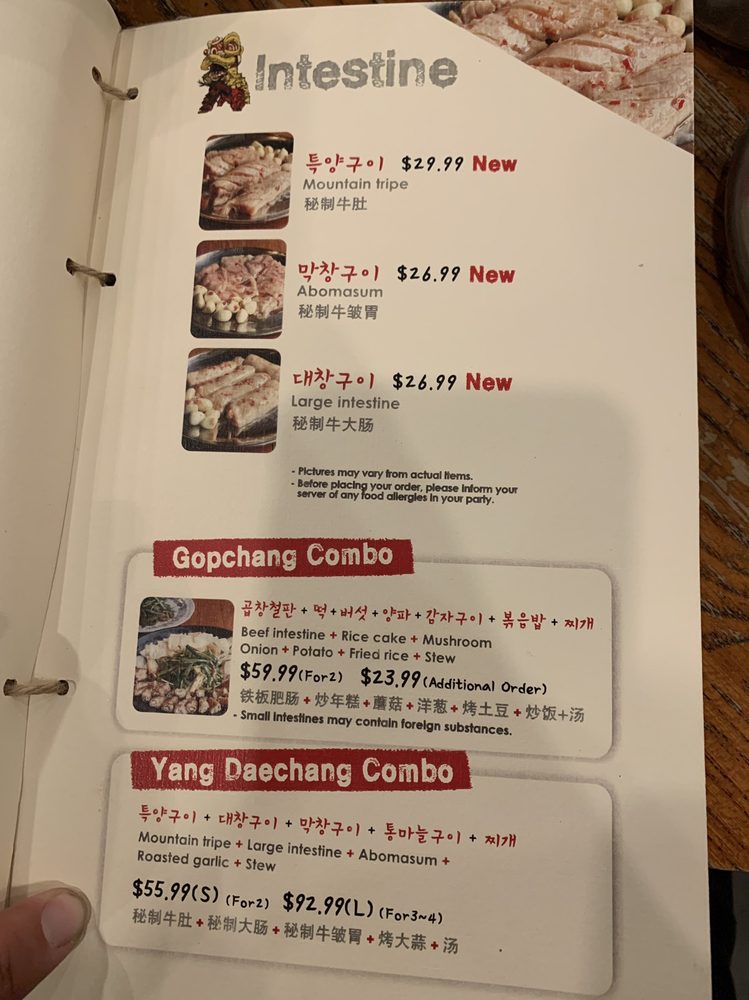 Intestine
특양구이 $29.99 New
Mountain tripe
秘制牛肚
막창구이 $26.99 New
Abomasum
秘制牛皱胃
대창구이 $26.99 New
Large intestine
秘制牛大肠
- Pictures may vary from actual items.
- Before placing your order, please inform your
server of any food allergies in your party.
Gopchang Combo
곱창철판 + 떡 + 버섯 + 양파 + 감자구이 + 볶음밥 + 찌개
Beef intestine + Rice cake + Mushroom
Onion + Potato + Fried rice + Stew
$59.99(For2) $23.99(Additional Order)
铁板肥肠 + 炒年糕 + 蘑菇 + 洋葱 + 烤土豆 + 炒饭+汤
- Small intestines may contain foreign substances.
Yang Daechang Combo
특양구이 + 대창구이 + 막창구이 + 통마늘구이 + 찌개
Mountain tripe + Large intestine + Abomasum +
Roasted garlic + Stew
$55.99(S) (For2) $92.99(L) (For3~4)
秘制牛肚 + 秘制大肠 + 秘制牛皱胃 + 烤大蒜 + 汤